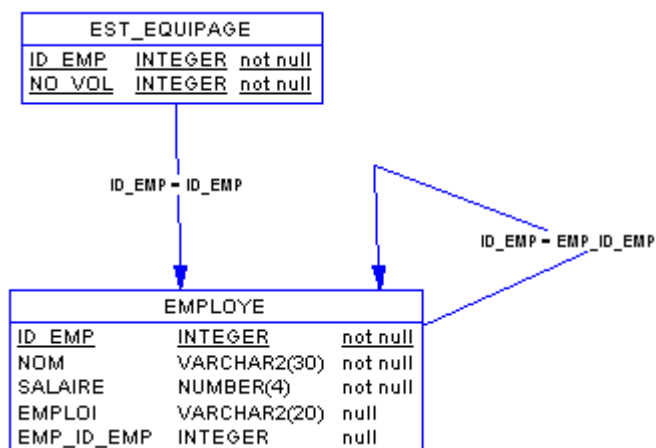 EST_EQUIPAGE
ID_EMP INTEGER not null
NO_VOL INTEGER not null
ID_EMP = ID_EMP
ID_EMP = EMP_ID_EMP
EMPLOYE
ID_EMP INTEGER not null
NOM VARCHAR2(30) not null
SALAIRE NUMBER(4) not null
EMPLOI VARCHAR2(20) null
EMP_ID_EMP INTEGER null